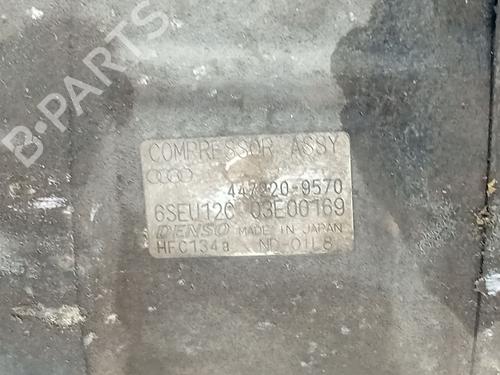 B-PARTS
COMPRESSOR ASSY
447220-9570
6SEU12C 03E00169
DENSO MADE IN JAPAN
HFC134a ND-OIL8